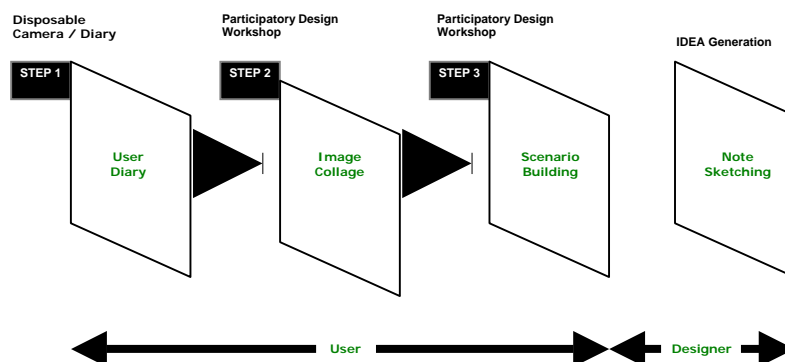 Disposable
Camera / Diary
Participatory Design
Workshop
Participatory Design
Workshop
IDEA Generation
STEP 1
STEP 2
STEP 3
User
Diary
Image
Collage
Scenario
Building
Note
Sketching
User
Designer